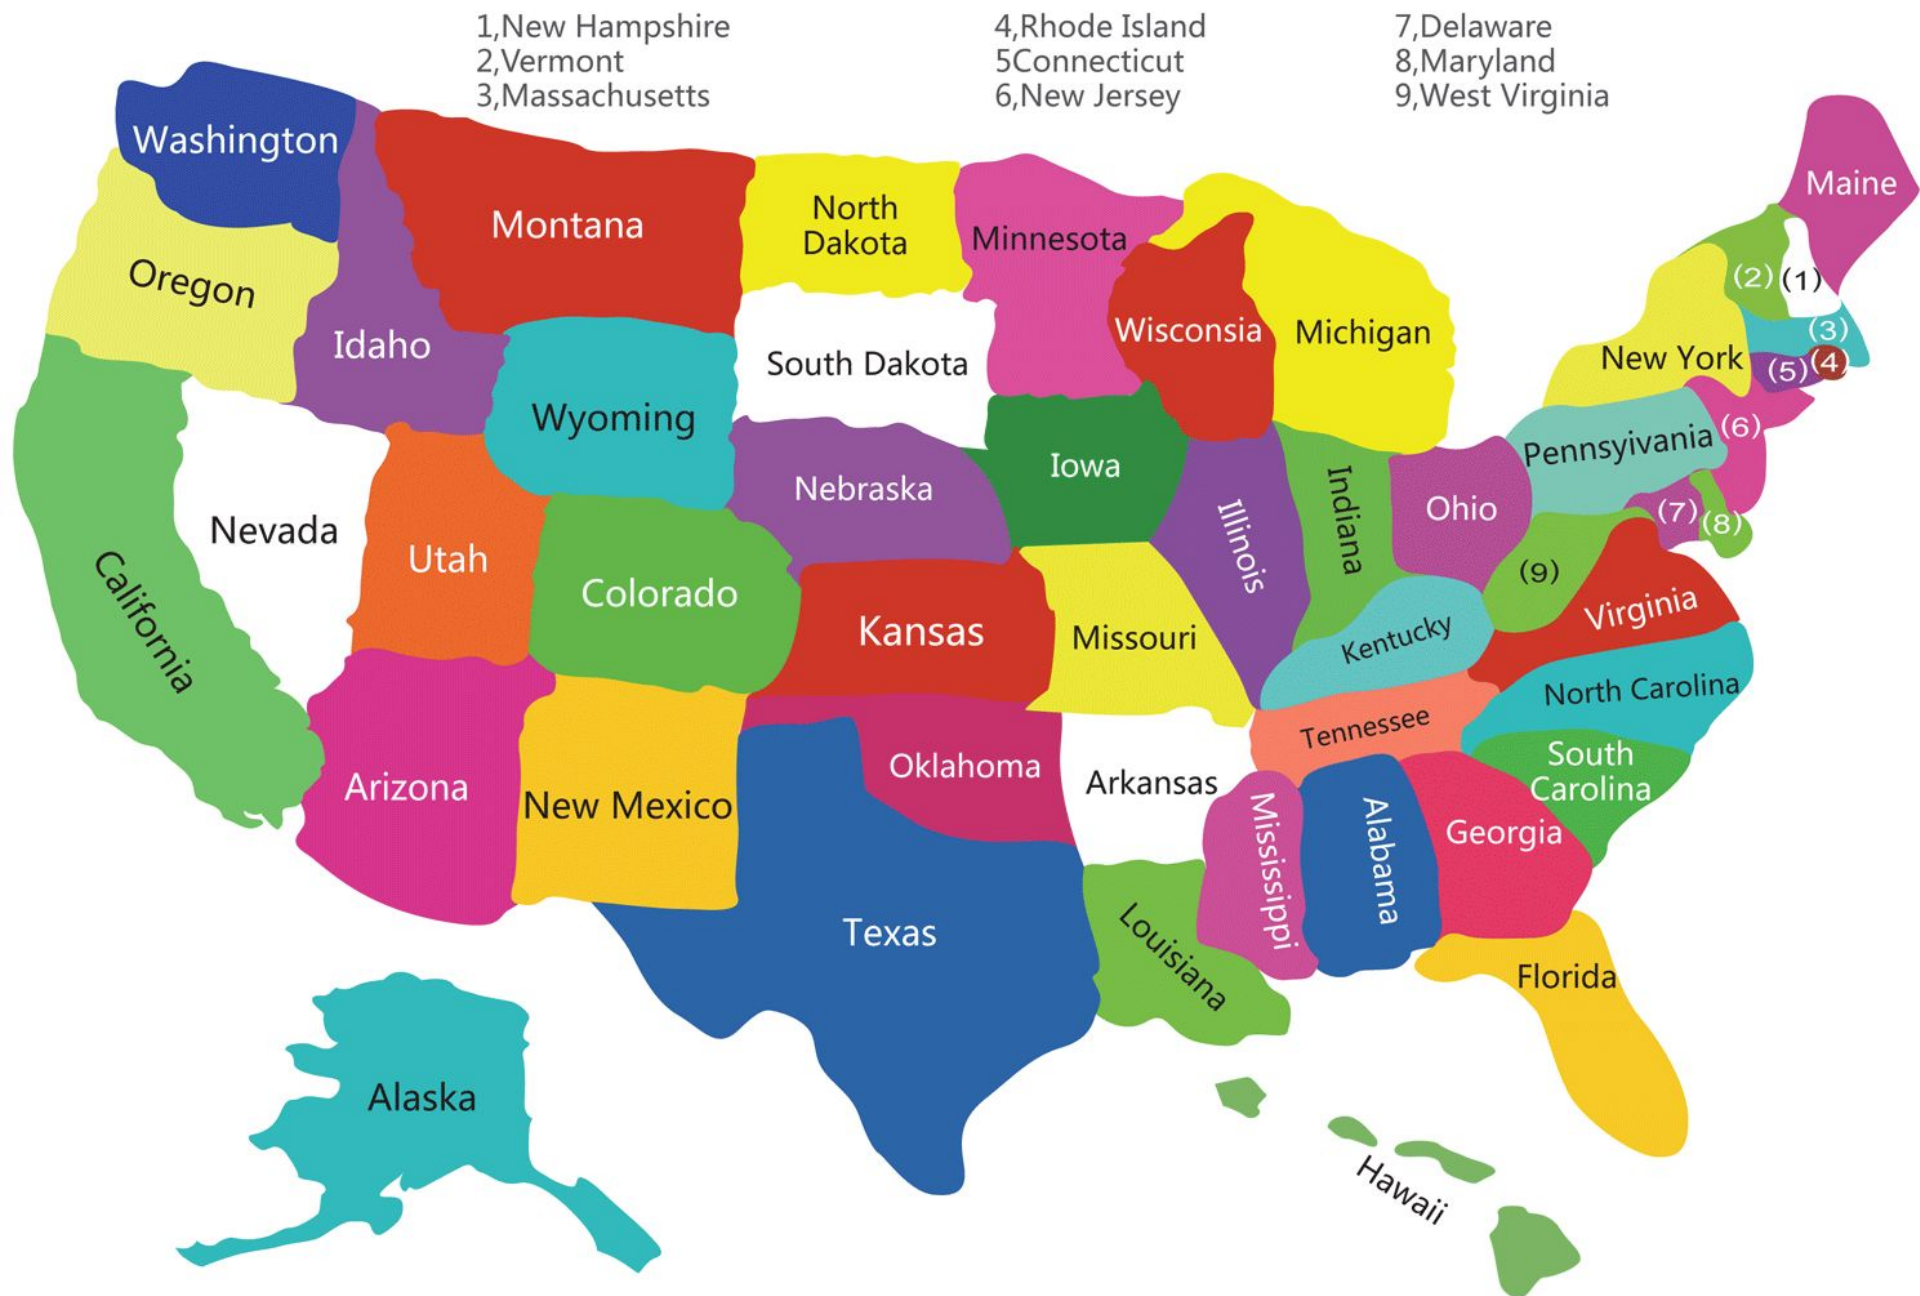 1,New Hampshire
2,Vermont
3,Massachusetts
4,Rhode Island
5Connecticut
6,New Jersey
7,Delaware
8,Maryland
9,West Virginia
Washington
Oregon
Idaho
Montana
North
Dakota
Minnesota
South Dakota
Wyoming
Wisconsia
Michigan
Maine
(2)
(1)
(3)
(4)
(5)
New York
(6)
Pennsyivania
(7)
(8)
(9)
Nebraska
Iowa
Illinois
Indiana
Ohio
Nevada
Utah
Colorado
California
Kansas
Missouri
Kentucky
Virginia
North Carolina
Tennessee
South
Carolina
Arizona
New Mexico
Oklahoma
Arkansas
Mississippi
Alabama
Georgia
Texas
Louisiana
Florida
Alaska
Hawaii